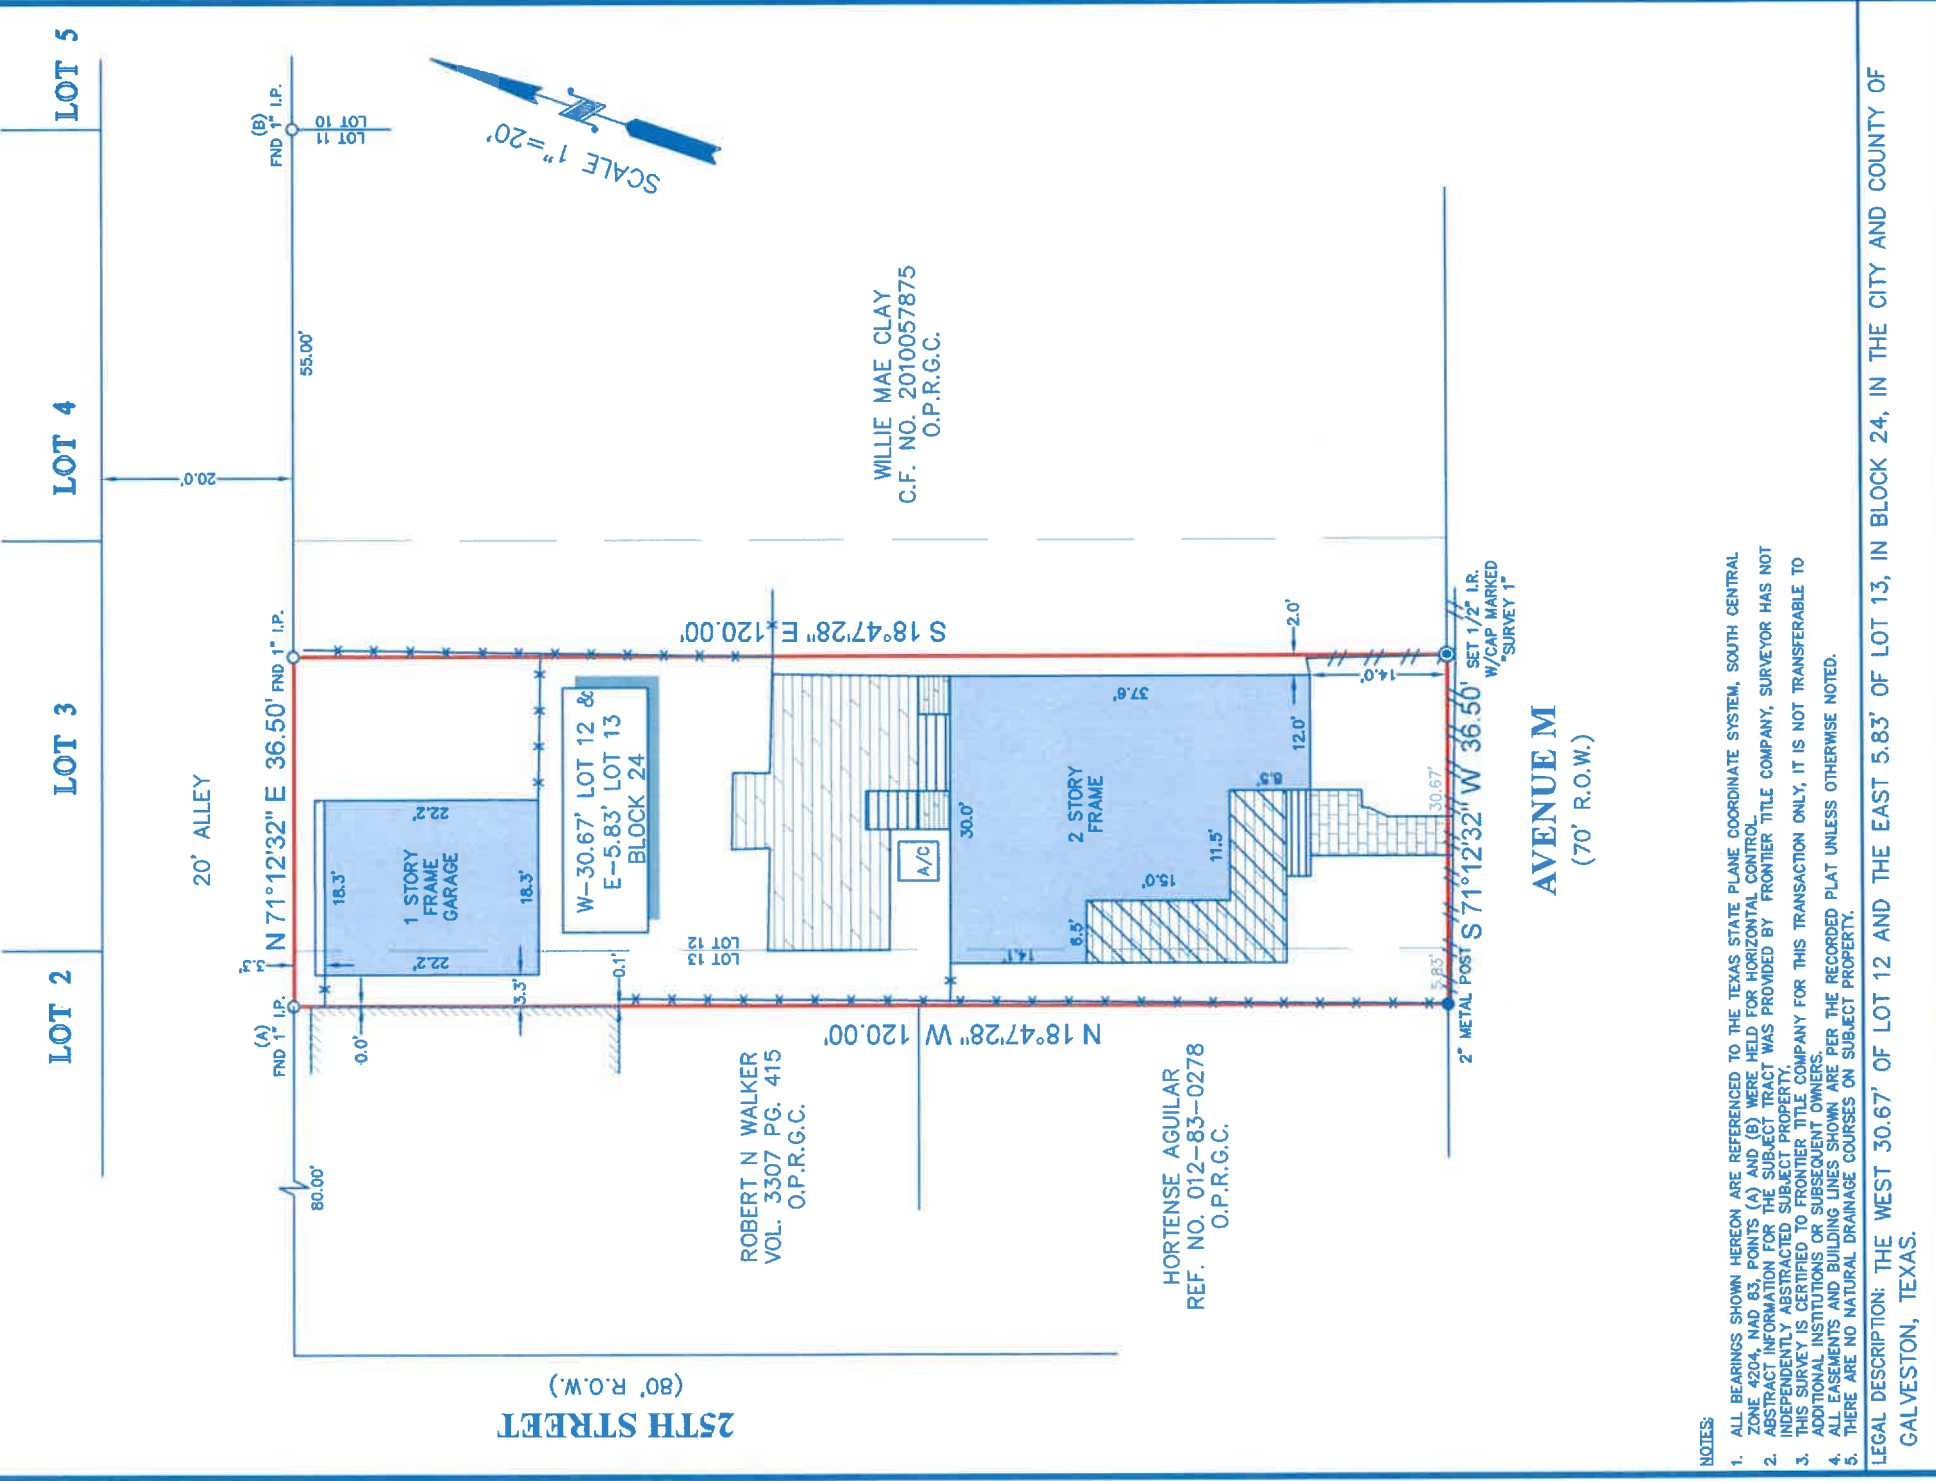 LOT 2
LOT 3
LOT 4
LOT 5
20' ALLEY
20.0'
(A)
FND 1" I.P.
N 71°12'32" E 36.50'
FND 1" I.P.
(B)
FND 1" I.P.
LOT 11
LOT 10
80.00'
55.00'
SCALE 1"=20'
3.5'
18.3'
22.2'
1 STORY
FRAME
GARAGE
22.2'
18.3'
0.0'
3.3'
0.1'
W-30.67' LOT 12 &
E-5.83' LOT 13
BLOCK 24
LOT 13
LOT 12
S 18°47'28" E 120.00'
N 18°47'28" W 120.00'
ROBERT N WALKER
VOL. 3307 PG. 415
O.P.R.G.C.
WILLIE MAE CLAY
C.F. NO. 2010057875
O.P.R.G.C.
HORTENSE AGUILAR
REF. NO. 012-83-0278
O.P.R.G.C.
A/C
30.0'
37.6'
2 STORY
FRAME
14.1'
6.5'
15.0'
11.5'
8.5'
12.0'
2.0'
14.0'
5.83'
30.67'
2" METAL POST
S 71°12'32" W 36.50'
SET 1/2" I.R.
W/CAP MARKED
"SURVEY 1"
AVENUE M
(70' R.O.W.)
25TH STREET
(80' R.O.W.)
NOTES:
1. ALL BEARINGS SHOWN HEREON ARE REFERENCED TO THE TEXAS STATE PLANE COORDINATE SYSTEM, SOUTH CENTRAL
ZONE 4204, NAD 83, POINTS (A) AND (B) WERE HELD FOR HORIZONTAL CONTROL.
2. ABSTRACT INFORMATION FOR THE SUBJECT TRACT WAS PROVIDED BY FRONTIER TITLE COMPANY, SURVEYOR HAS NOT
INDEPENDENTLY ABSTRACTED SUBJECT PROPERTY.
3. THIS SURVEY IS CERTIFIED TO FRONTIER TITLE COMPANY FOR THIS TRANSACTION ONLY, IT IS NOT TRANSFERABLE TO
ADDITIONAL INSTITUTIONS OR SUBSEQUENT OWNERS.
4. ALL EASEMENTS AND BUILDING LINES SHOWN ARE PER THE RECORDED PLAT UNLESS OTHERWISE NOTED.
5. THERE ARE NO NATURAL DRAINAGE COURSES ON SUBJECT PROPERTY.
LEGAL DESCRIPTION: THE WEST 30.67' OF LOT 12 AND THE EAST 5.83' OF LOT 13, IN BLOCK 24, IN THE CITY AND COUNTY OF
GALVESTON, TEXAS.